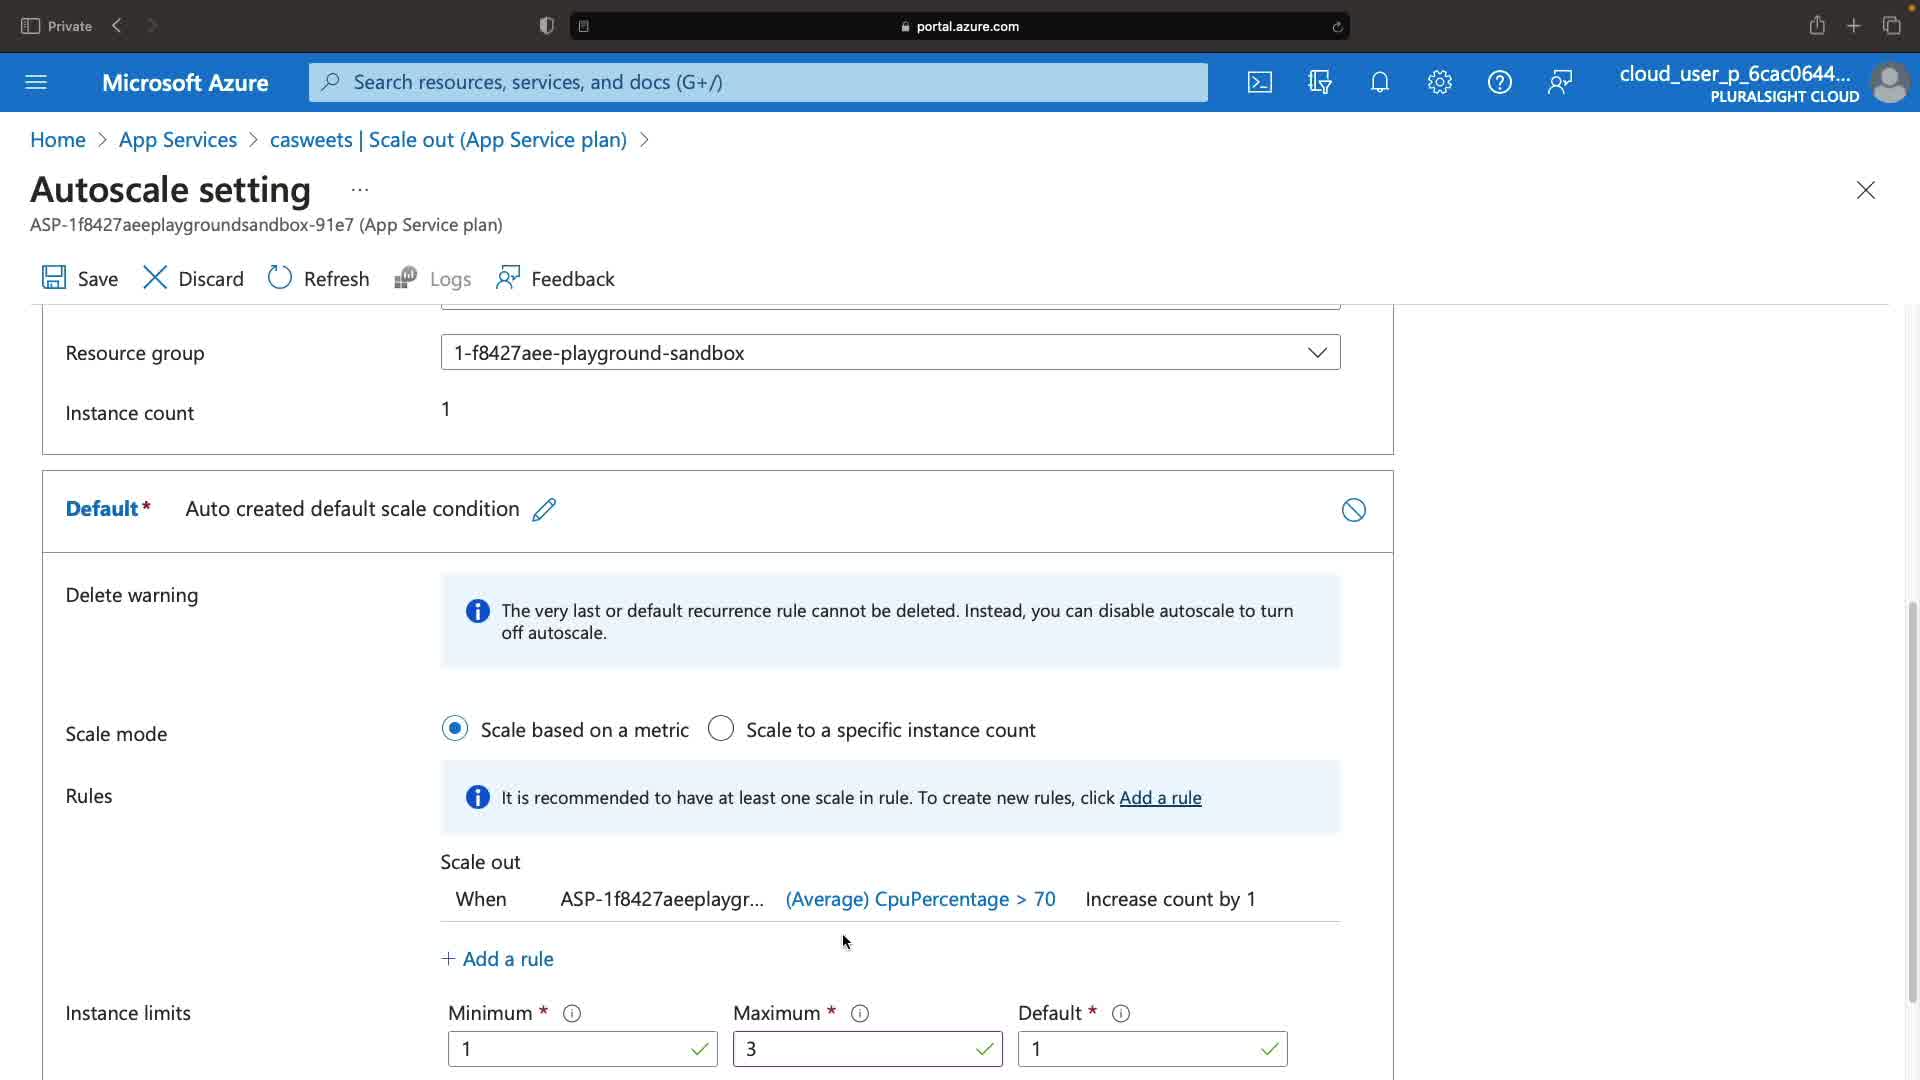 Private
portal.azure.com
Microsoft Azure
Search resources, services, and docs (G+/)
cloud_user_p_6cac0644...
PLURALSIGHT CLOUD
Home > App Services > casweets | Scale out (App Service plan) >
Autoscale setting ...
ASP-1f8427aeeplaygroundsandbox-91e7 (App Service plan)
Save Discard Refresh Logs Feedback
Resource group 1-f8427aee-playground-sandbox
Instance count 1
Default* Auto created default scale condition
Delete warning
The very last or default recurrence rule cannot be deleted. Instead, you can disable autoscale to turn
off autoscale.
Scale mode Scale based on a metric Scale to a specific instance count
Rules It is recommended to have at least one scale in rule. To create new rules, click Add a rule
Scale out
When ASP-1f8427aeeplaygr... (Average) CpuPercentage > 70 Increase count by 1
+ Add a rule
Instance limits Minimum * Maximum * Default *
1 3 1